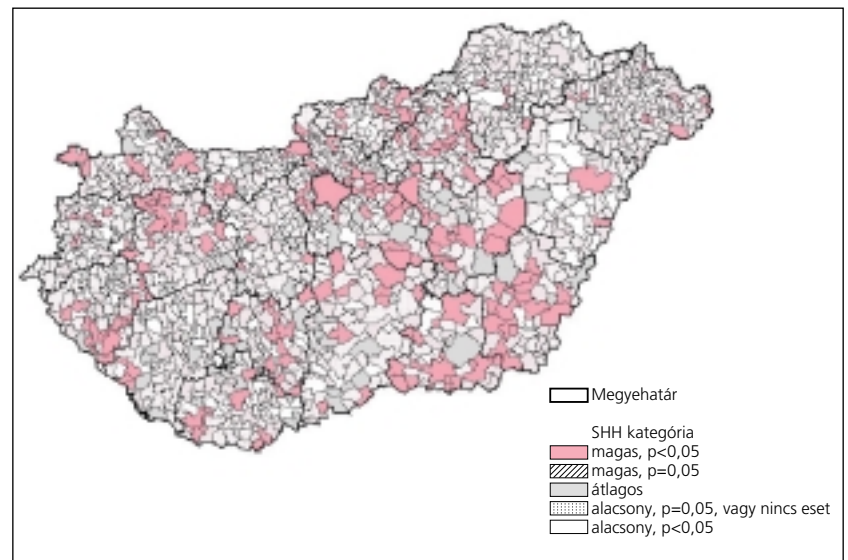 Megyehatár
SHH kategória
magas, p<0,05
magas, p=0,05
átlagos
alacsony, p=0,05, vagy nincs eset
alacsony, p<0,05